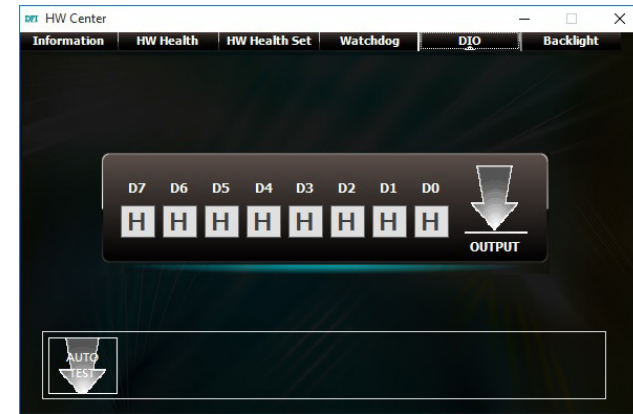 DFI HW Center
Information HW Health HW Health Set Watchdog DIO Backlight
D7 D6 D5 D4 D3 D2 D1 D0
H H H H H H H H
OUTPUT
AUTO
TEST